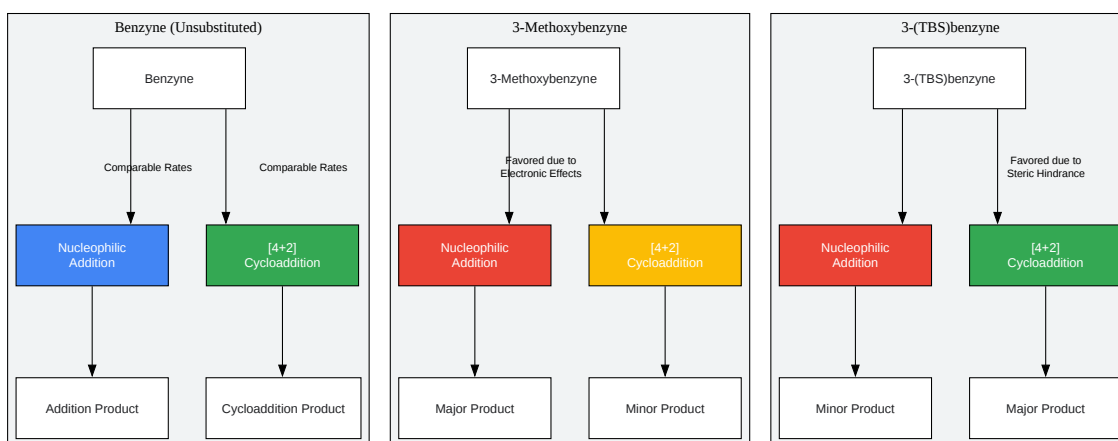 Benzyne (Unsubstituted)
Benzyne
Comparable Rates
Comparable Rates
Nucleophilic
Addition
[4+2]
Cycloaddition
Addition Product
Cycloaddition Product
3-Methoxybenzyne
3-Methoxybenzyne
Favored due to
Electronic Effects
Nucleophilic
Addition
[4+2]
Cycloaddition
Major Product
Minor Product
3-(TBS)benzyne
3-(TBS)benzyne
Favored due to
Steric Hindrance
Nucleophilic
Addition
[4+2]
Cycloaddition
Minor Product
Major Product